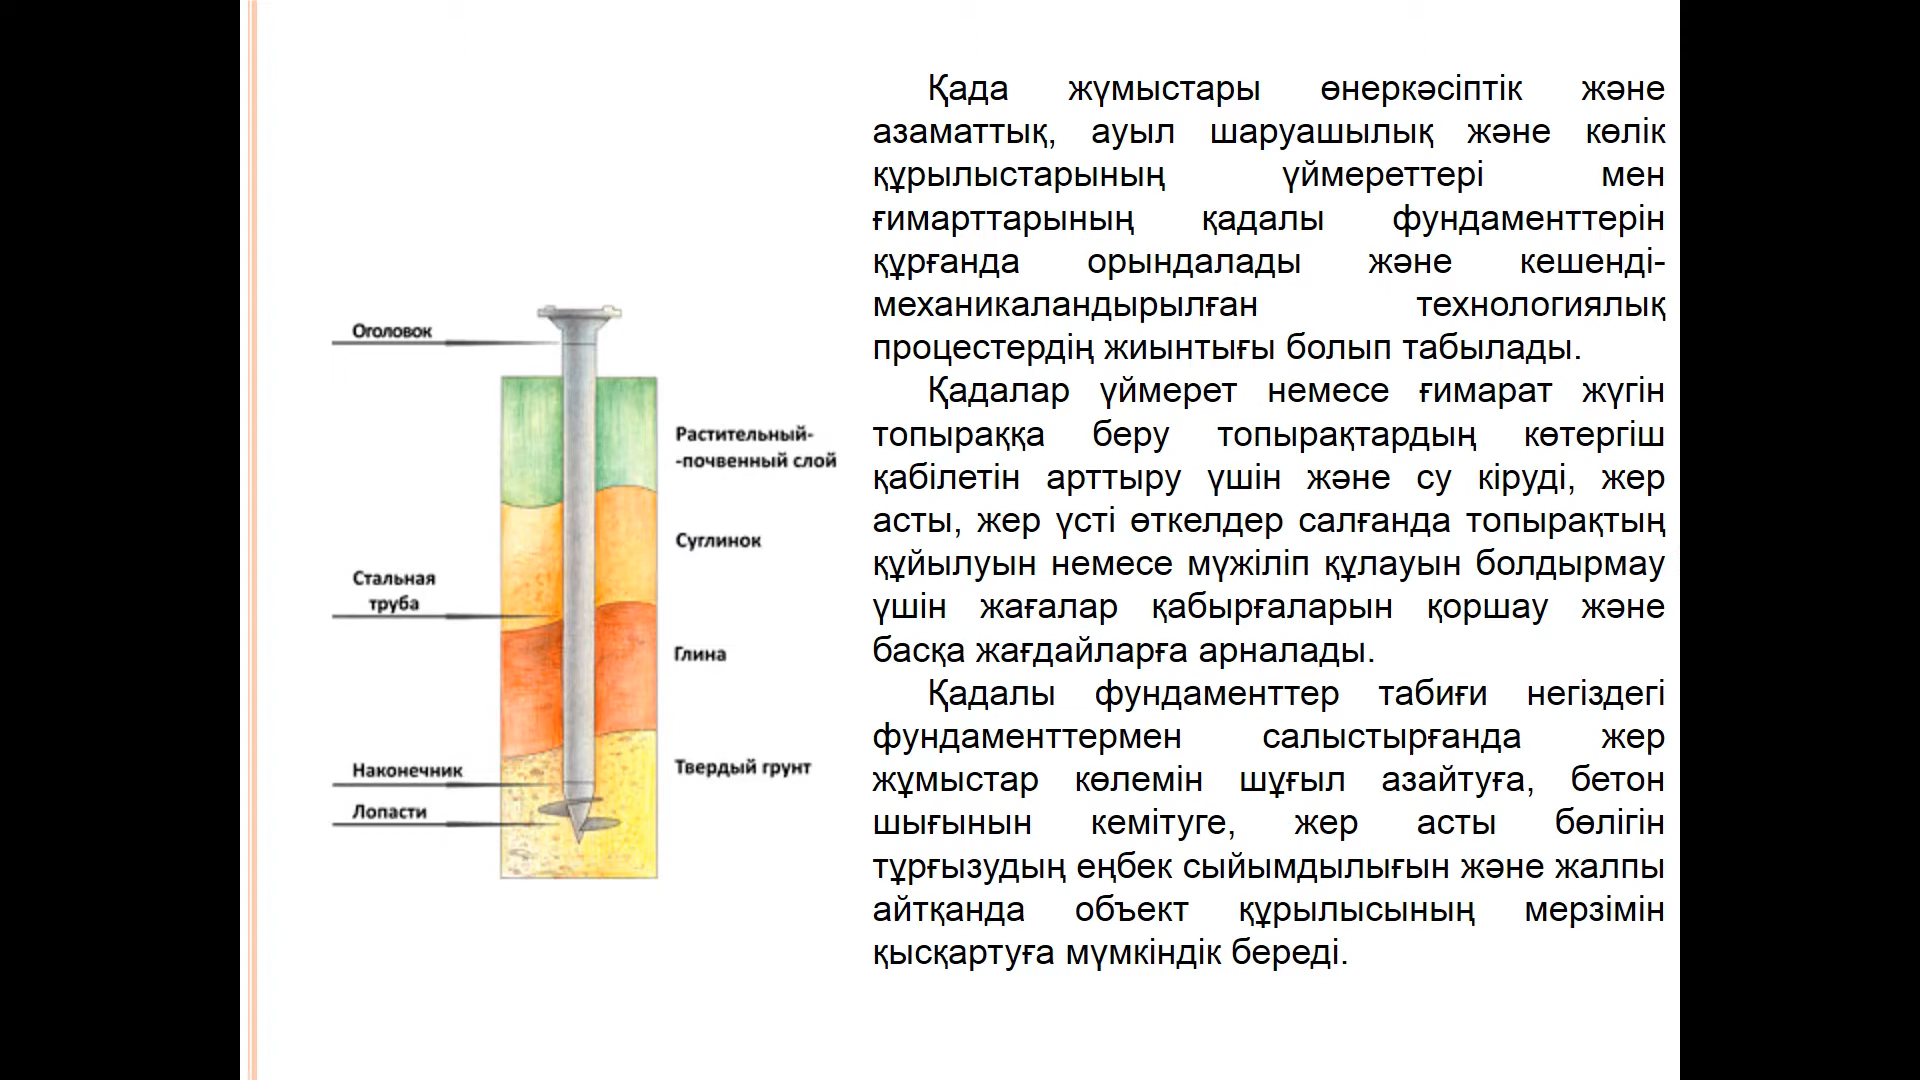 Оголовок
Растительный-
-почвенный слой
Суглинок
Стальная
труба
Глина
Наконечник
Твердый грунт
Лопасти
Қада жүмыстары өнеркәсіптік және
азаматтық, ауыл шаруашылық және көлік
құрылыстарының үймереттері мен
ғимарттарының қадалы фундаменттерін
құрғанда орындалады және кешенді-
механикаландырылған технологиялық
процестердің жиынтығы болып табылады.
Қадалар үймерет немесе ғимарат жүгін
топыраққа беру топырақтардың көтергіш
қабілетін арттыру үшін және су кіруді, жер
асты, жер үсті өткелдер салғанда топырақтың
құйылуын немесе мүжіліп құлауын болдырмау
үшін жағалар қабырғаларын қоршау және
басқа жағдайларға арналады.
Қадалы фундаменттер табиғи негіздегі
фундаменттермен салыстырғанда жер
жұмыстар көлемін шұғыл азайтуға, бетон
шығынын кемітуге, жер асты бөлігін
тұрғызудың еңбек сыйымдылығын және жалпы
айтқанда объект құрылысының мерзімін
қысқартуға мүмкіндік береді.